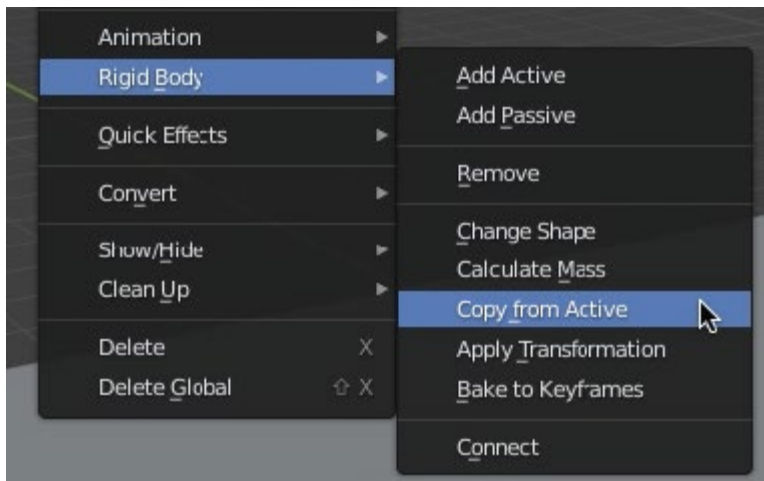 Animation
Rigid Body
Quick Effects
Convert
Show/Hide
Clean Up
Delete X
Delete Global ⇧ X
Add Active
Add Passive
Remove
Change Shape
Calculate Mass
Copy from Active
Apply Transformation
Bake to Keyframes
Connect